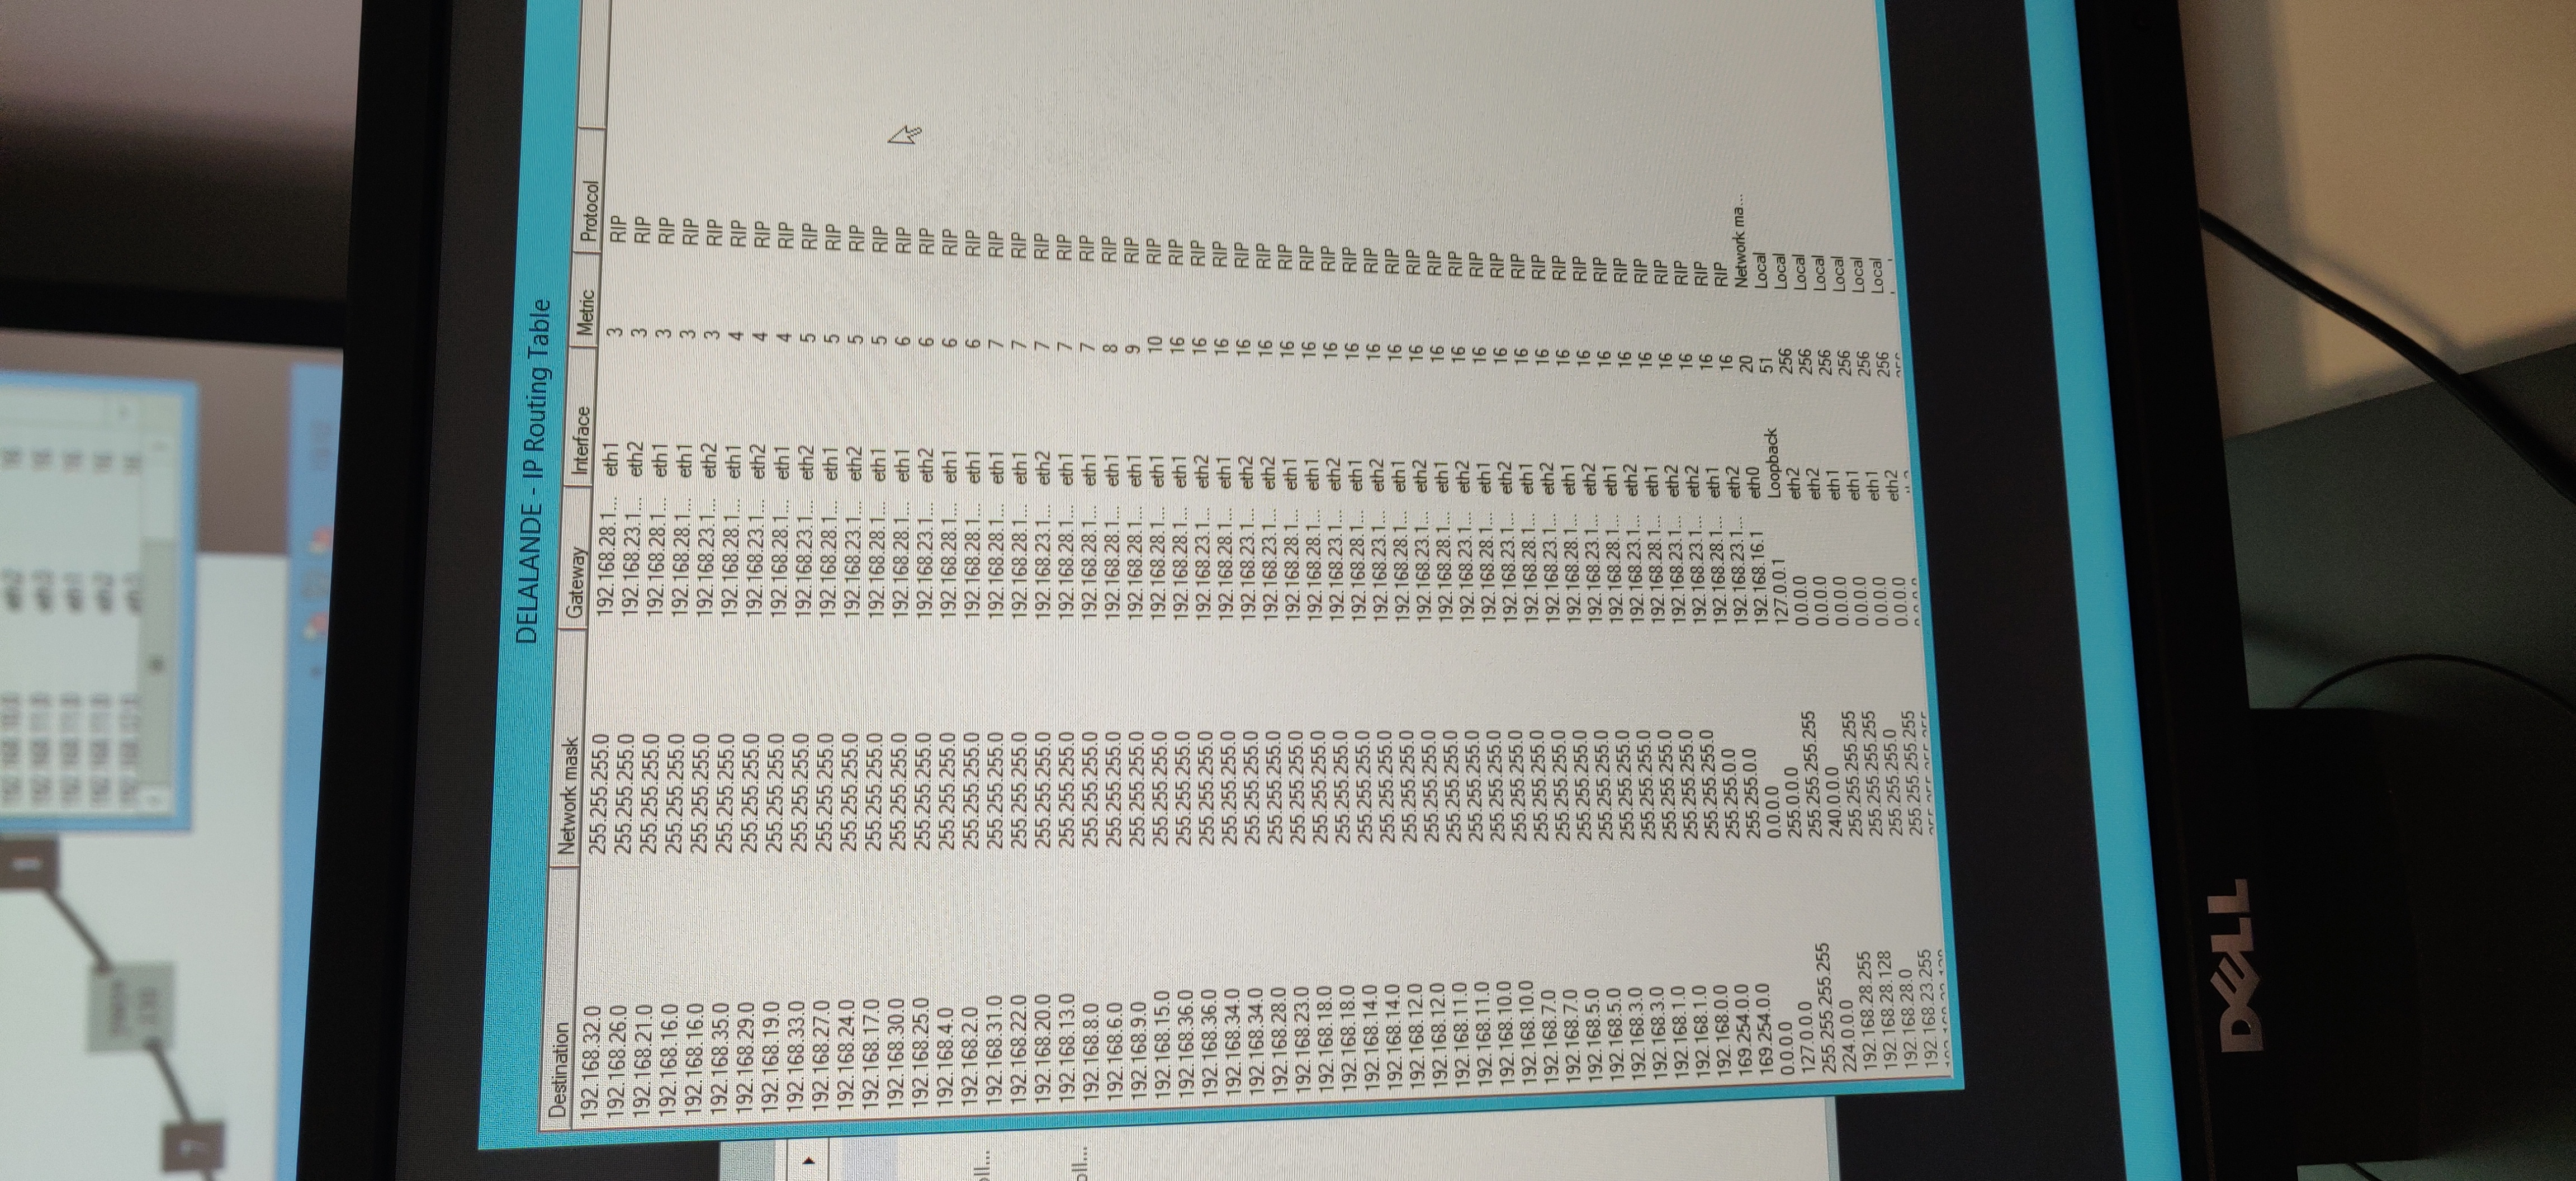 1
7
DELALANDE - IP Routing Table
Destination Network mask Gateway Interface Metric Protocol
192.168.32.0 255.255.255.0 192.168.28.1... eth1 3 RIP
192.168.26.0 255.255.255.0 192.168.23.1... eth2 3 RIP
192.168.21.0 255.255.255.0 192.168.28.1... eth1 3 RIP
192.168.16.0 255.255.255.0 192.168.28.1... eth1 3 RIP
192.168.16.0 255.255.255.0 192.168.23.1... eth2 3 RIP
192.168.35.0 255.255.255.0 192.168.28.1... eth1 4 RIP
192.168.29.0 255.255.255.0 192.168.23.1... eth2 4 RIP
192.168.19.0 255.255.255.0 192.168.28.1... eth1 4 RIP
192.168.33.0 255.255.255.0 192.168.23.1... eth2 5 RIP
192.168.27.0 255.255.255.0 192.168.28.1... eth1 5 RIP
192.168.24.0 255.255.255.0 192.168.23.1... eth2 5 RIP
192.168.17.0 255.255.255.0 192.168.28.1... eth1 5 RIP
192.168.30.0 255.255.255.0 192.168.28.1... eth1 6 RIP
192.168.25.0 255.255.255.0 192.168.23.1... eth2 6 RIP
192.168.4.0 255.255.255.0 192.168.28.1... eth1 6 RIP
192.168.2.0 255.255.255.0 192.168.28.1... eth1 6 RIP
192.168.31.0 255.255.255.0 192.168.28.1... eth1 7 RIP
192.168.22.0 255.255.255.0 192.168.28.1... eth1 7 RIP
192.168.20.0 255.255.255.0 192.168.23.1... eth2 7 RIP
192.168.13.0 255.255.255.0 192.168.28.1... eth1 7 RIP
192.168.8.0 255.255.255.0 192.168.28.1... eth1 7 RIP
192.168.6.0 255.255.255.0 192.168.28.1... eth1 8 RIP
192.168.9.0 255.255.255.0 192.168.28.1... eth1 9 RIP
192.168.15.0 255.255.255.0 192.168.28.1... eth1 10 RIP
192.168.36.0 255.255.255.0 192.168.28.1... eth1 16 RIP
192.168.36.0 255.255.255.0 192.168.23.1... eth2 16 RIP
192.168.34.0 255.255.255.0 192.168.28.1... eth1 16 RIP
192.168.34.0 255.255.255.0 192.168.23.1... eth2 16 RIP
192.168.28.0 255.255.255.0 192.168.23.1... eth2 16 RIP
192.168.23.0 255.255.255.0 192.168.28.1... eth1 16 RIP
192.168.18.0 255.255.255.0 192.168.28.1... eth1 16 RIP
192.168.18.0 255.255.255.0 192.168.23.1... eth2 16 RIP
192.168.14.0 255.255.255.0 192.168.28.1... eth1 16 RIP
192.168.14.0 255.255.255.0 192.168.23.1... eth2 16 RIP
192.168.12.0 255.255.255.0 192.168.28.1... eth1 16 RIP
192.168.12.0 255.255.255.0 192.168.23.1... eth2 16 RIP
192.168.11.0 255.255.255.0 192.168.28.1... eth1 16 RIP
192.168.11.0 255.255.255.0 192.168.23.1... eth2 16 RIP
192.168.10.0 255.255.255.0 192.168.28.1... eth1 16 RIP
192.168.10.0 255.255.255.0 192.168.23.1... eth2 16 RIP
192.168.7.0 255.255.255.0 192.168.28.1... eth1 16 RIP
192.168.7.0 255.255.255.0 192.168.23.1... eth2 16 RIP
192.168.5.0 255.255.255.0 192.168.28.1... eth1 16 RIP
192.168.5.0 255.255.255.0 192.168.23.1... eth2 16 RIP
192.168.3.0 255.255.255.0 192.168.28.1... eth1 16 RIP
192.168.3.0 255.255.255.0 192.168.23.1... eth2 16 RIP
192.168.1.0 255.255.255.0 192.168.28.1... eth1 16 RIP
192.168.1.0 255.255.255.0 192.168.23.1... eth2 16 RIP
192.168.0.0 255.255.255.0 192.168.23.1... eth2 16 RIP
169.254.0.0 255.255.0.0 192.168.28.1... eth1 16 RIP
169.254.0.0 255.255.0.0 192.168.23.1... eth2 16 RIP
0.0.0.0 0.0.0.0 192.168.16.1 eth0 20 Network ma...
127.0.0.0 255.0.0.0 127.0.0.1 Loopback 51 Local
255.255.255.255 255.255.255.255 0.0.0.0 eth2 256 Local
224.0.0.0 240.0.0.0 0.0.0.0 eth2 256 Local
192.168.28.255 255.255.255.255 0.0.0.0 eth1 256 Local
192.168.28.128 255.255.255.255 0.0.0.0 eth1 256 Local
192.168.28.0 255.255.255.0 0.0.0.0 eth1 256 Local
192.168.23.255 255.255.255.255 0.0.0.0 eth2 256 Local
oll...
oll...
DELL